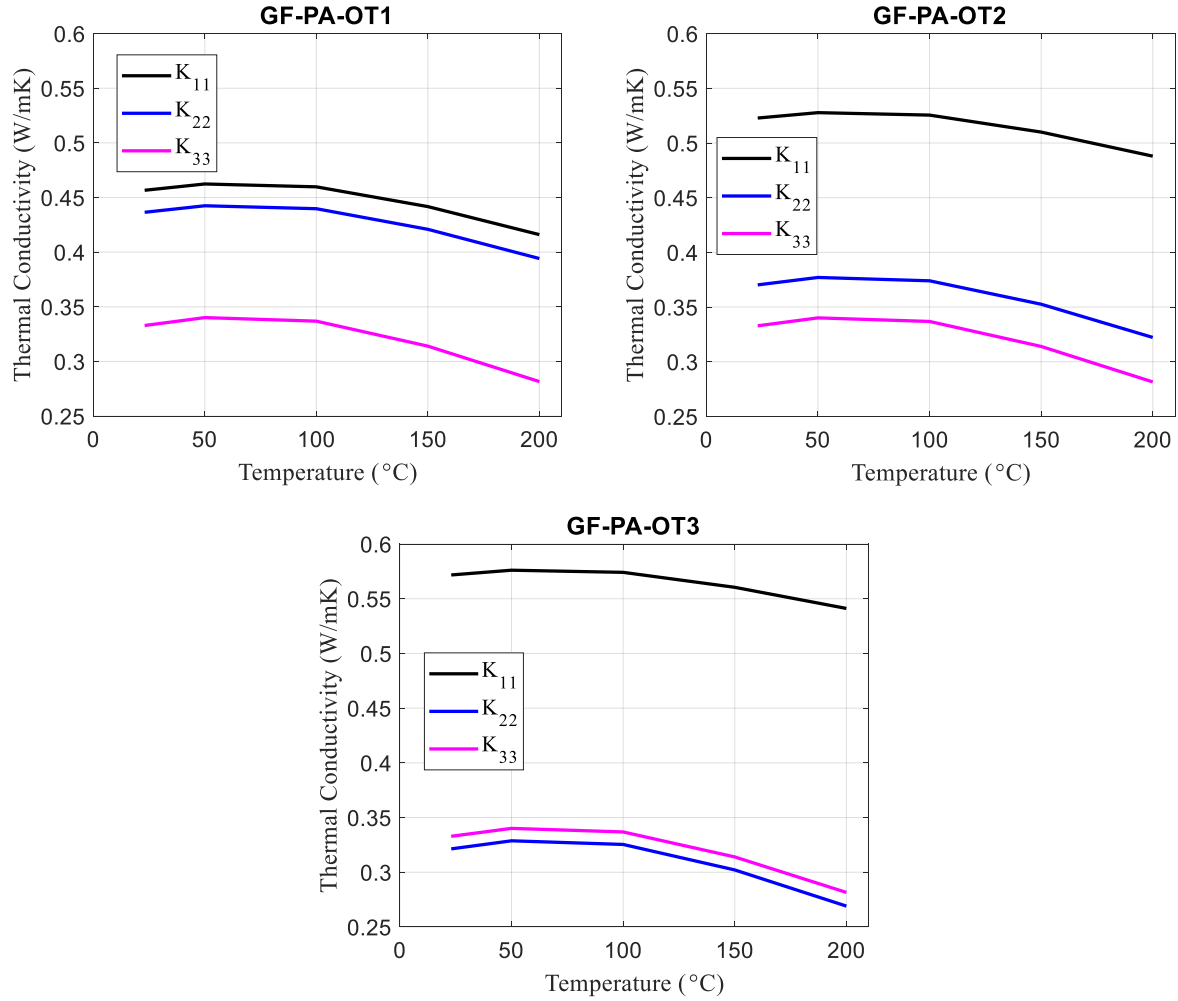 GF-PA-OT1
Thermal Conductivity (W/mK)
0.6
0.55
0.5
0.45
0.4
0.35
0.3
0.25
K11
K22
K33
0 50 100 150 200
Temperature (°C)
GF-PA-OT2
Thermal Conductivity (W/mK)
0.6
0.55
0.5
0.45
0.4
0.35
0.3
0.25
K11
K22
K33
0 50 100 150 200
Temperature (°C)
GF-PA-OT3
Thermal Conductivity (W/mK)
0.6
0.55
0.5
0.45
0.4
0.35
0.3
0.25
K11
K22
K33
0 50 100 150 200
Temperature (°C)